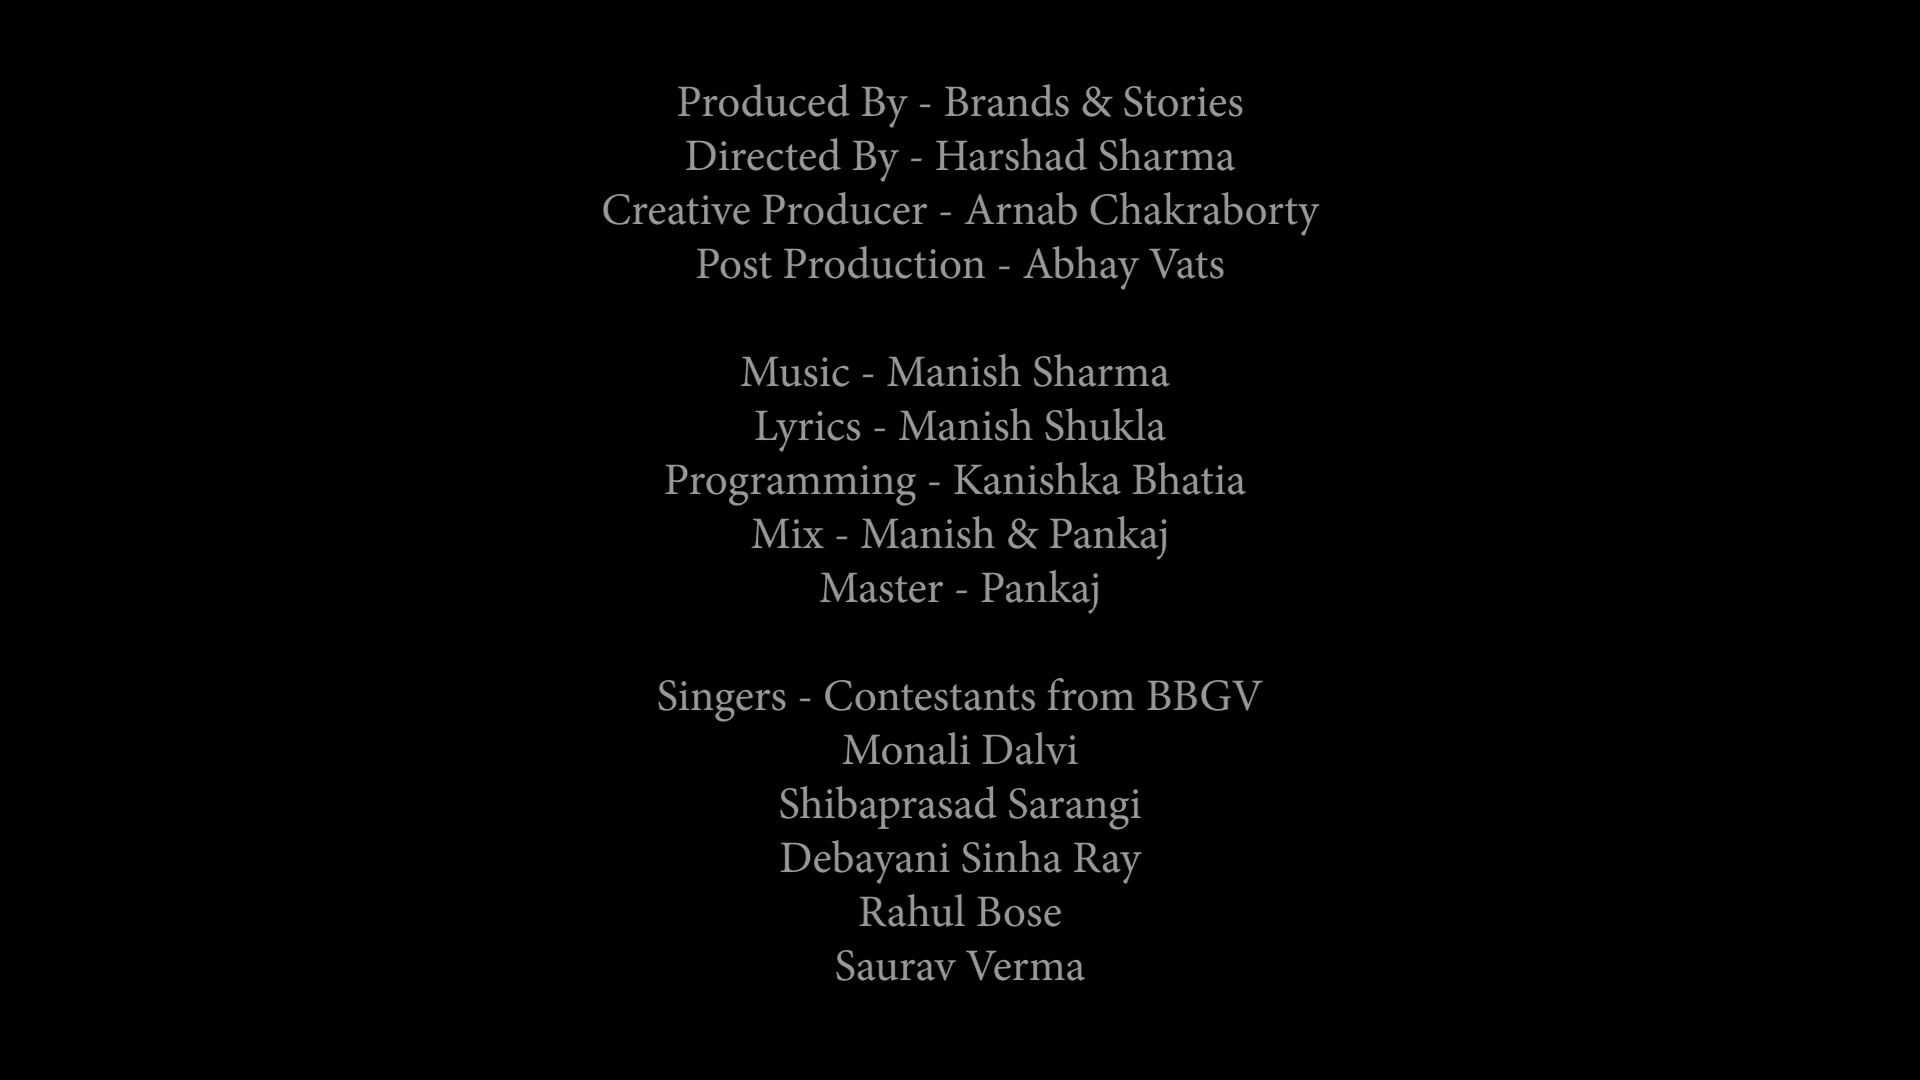 Produced By - Brands & Stories
Directed By - Harshad Sharma
Creative Producer - Arnab Chakraborty
Post Production - Abhay Vats
Music - Manish Sharma
Lyrics - Manish Shukla
Programming - Kanishka Bhatia
Mix - Manish & Pankaj
Master - Pankaj
Singers - Contestants from BBGV
Monali Dalvi
Shibaprasad Sarangi
Debayani Sinha Ray
Rahul Bose
Saurav Verma